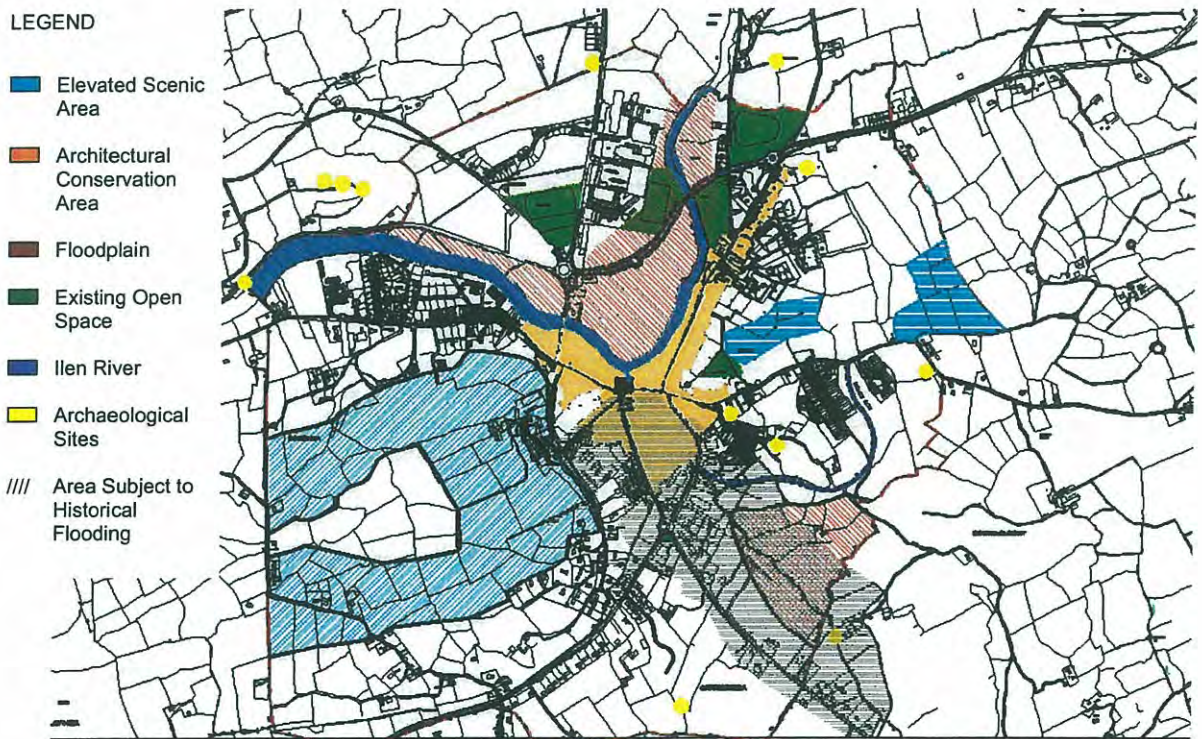 LEGEND
Elevated Scenic
Area
Architectural
Conservation
Area
Floodplain
Existing Open
Space
Ilen River
Archaeological
Sites
//// Area Subject to
Historical
Flooding